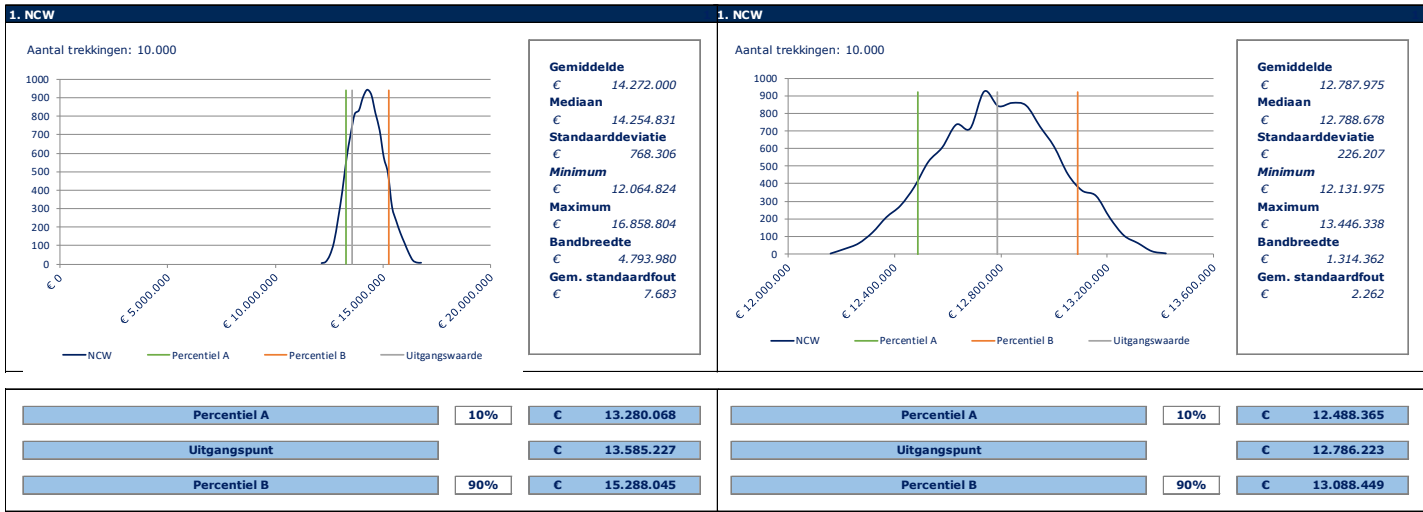 1. NCW
Aantal trekkingen: 10.000
1000
900
800
700
600
500
400
300
200
100
0
€ 0
€ 5.000.000
€ 10.000.000
€ 15.000.000
€ 20.000.000
NCW
Percentiel A
Percentiel B
Uitgangswaarde
Gemiddelde
€ 14.272.000
Mediaan
€ 14.254.831
Standaarddeviatie
€ 768.306
Minimum
€ 12.064.824
Maximum
€ 16.858.804
Bandbreedte
€ 4.793.980
Gem. standaardfout
€ 7.683
Percentiel A 10% € 13.280.068
Uitgangspunt € 13.585.227
Percentiel B 90% € 15.288.045
1. NCW
Aantal trekkingen: 10.000
1000
900
800
700
600
500
400
300
200
100
0
€ 12.000.000
€ 12.400.000
€ 12.800.000
€ 13.200.000
€ 13.600.000
NCW
Percentiel A
Percentiel B
Uitgangswaarde
Gemiddelde
€ 12.787.975
Mediaan
€ 12.788.678
Standaarddeviatie
€ 226.207
Minimum
€ 12.131.975
Maximum
€ 13.446.338
Bandbreedte
€ 1.314.362
Gem. standaardfout
€ 2.262
Percentiel A 10% € 12.488.365
Uitgangspunt € 12.786.223
Percentiel B 90% € 13.088.449